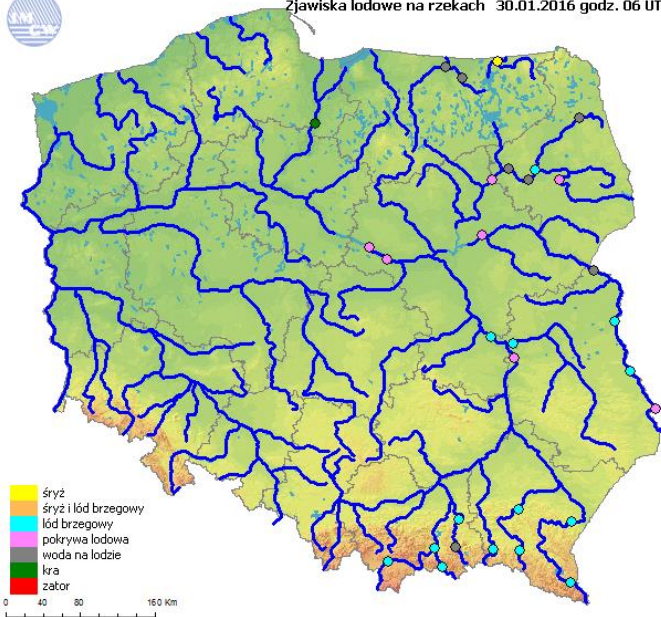 Zjawiska lodowe na rzekach 30.01.2016 godz. 06 UT
śryż
śryż i lód brzegowy
lód brzegowy
pokrywa lodowa
woda na lodzie
kra
zator
0 40 80 160 Km